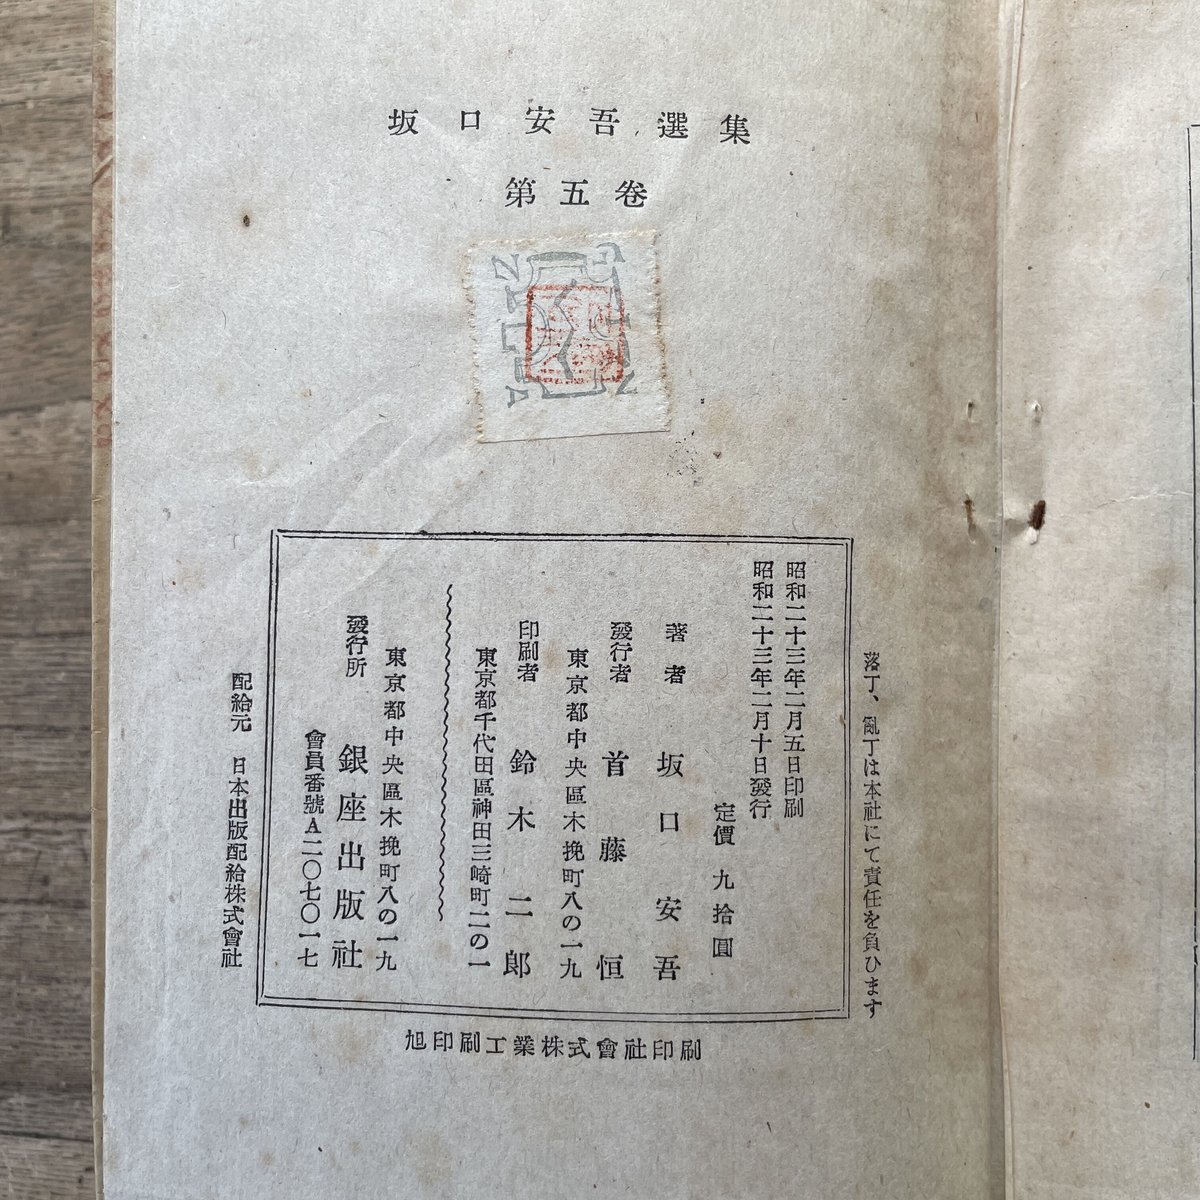 坂口安吾選集
第五卷
落丁、亂丁は本社にて責任を負ひます
昭和二十三年二月五日印刷
昭和二十三年二月十日發行
定價 九拾圓
著者 坂口安吾
發行者 首藤恒
東京都中央區木挽町八の一九
印刷者 鈴木二郎
東京都千代田區神田三崎町二の一
東京都中央區木挽町八の一九
發行所 銀座出版社
會員番號A二〇七〇一七
配給元 日本出版配給株式會社
旭印刷工業株式會社印刷